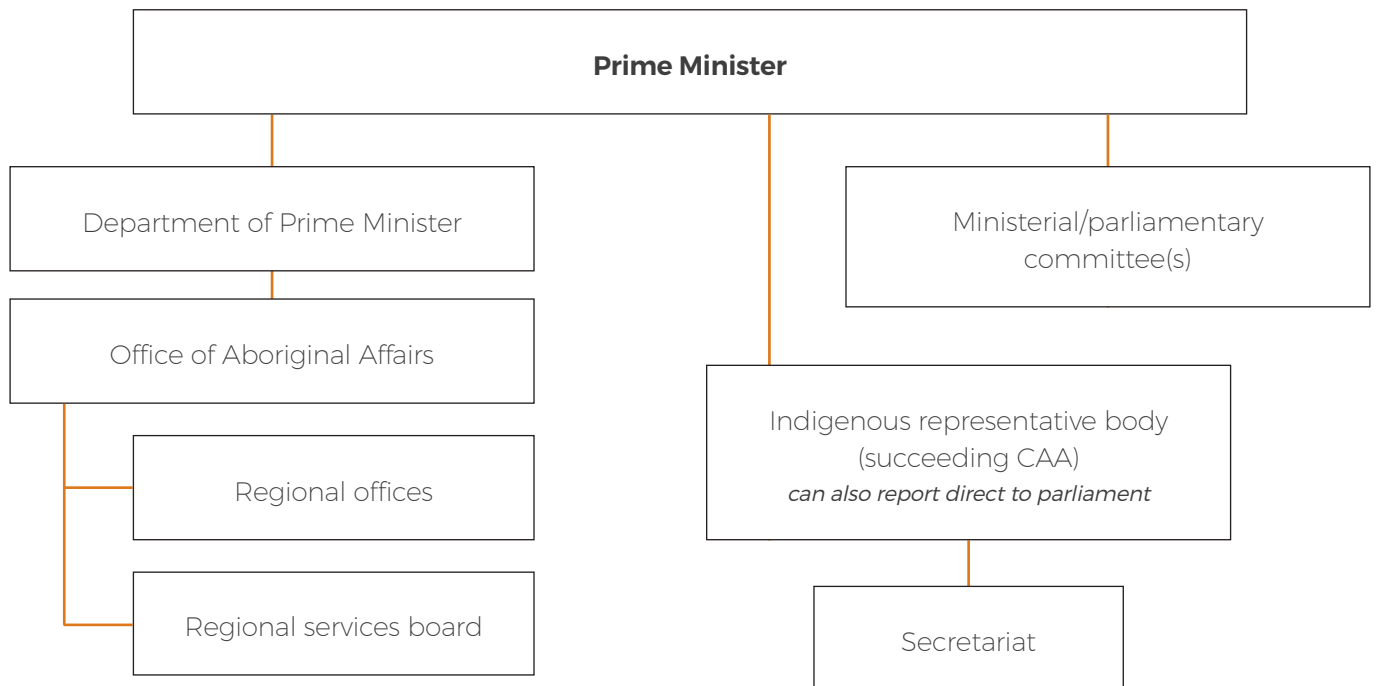 Prime Minister
Department of Prime Minister
Ministerial/parliamentary
committee(s)
Office of Aboriginal Affairs
Indigenous representative body
(succeeding CAA)
can also report direct to parliament
Regional offices
Regional services board
Secretariat